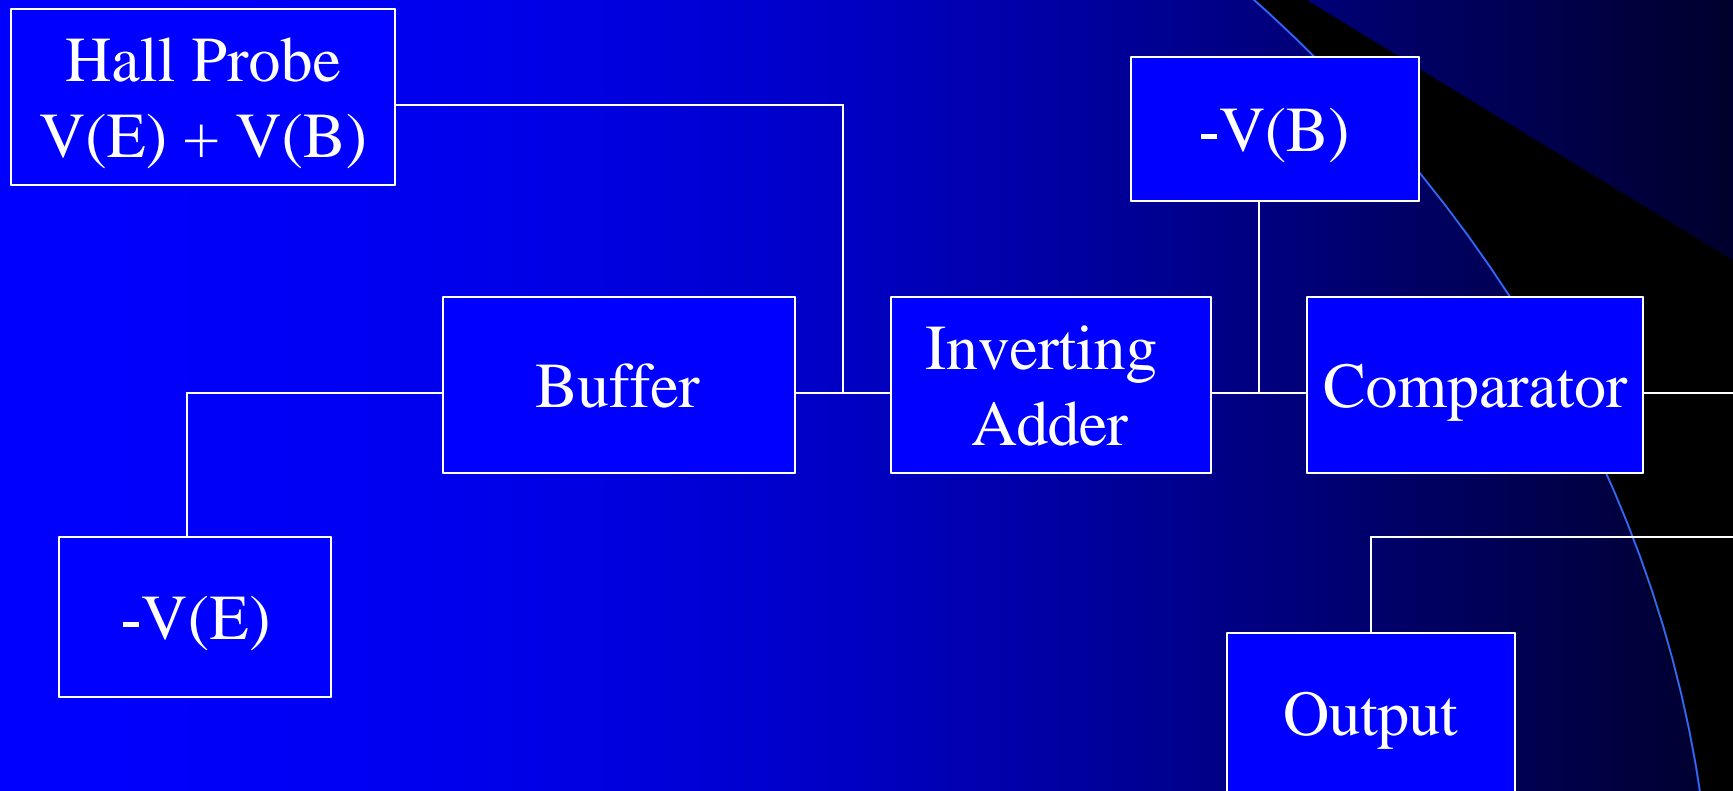 Hall Probe
V(E) + V(B)
-V(B)
Buffer
Inverting
Adder
Comparator
-V(E)
Output